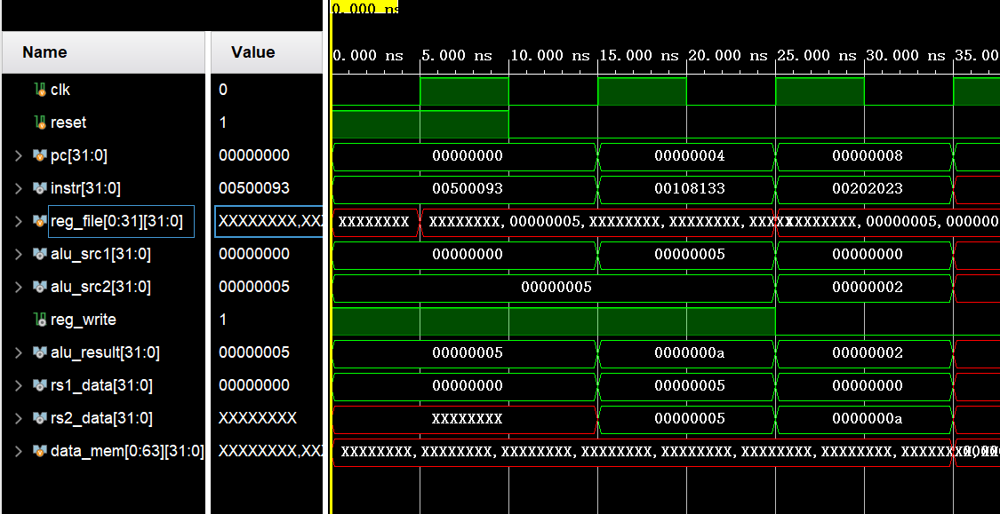 0.000 ns
Name Value 0.000 ns 5.000 ns 10.000 ns 15.000 ns 20.000 ns 25.000 ns 30.000 ns 35.00
clk 0
reset 1
pc[31:0] 00000000 00000000 00000004 00000008
instr[31:0] 00500093 00500093 00108133 00202023
reg_file[0:31][31:0] XXXXXXXX,XX XXXXXXXX XXXXXXXX,00000005,XXXXXXXX,XXXXXXXX, XXXXXXXX,00000005,000000
alu_src1[31:0] 00000000 00000000 00000005 00000000
alu_src2[31:0] 00000005 00000005 00000002
reg_write 1
alu_result[31:0] 00000005 00000005 0000000a 00000002
rs1_data[31:0] 00000000 00000000 00000005 00000000
rs2_data[31:0] XXXXXXXX XXXXXXXX 00000005 0000000a
data_mem[0:63][31:0] XXXXXXXX,XX XXXXXXXX,XXXXXXXX,XXXXXXXX,XXXXXXXX,XXXXXXXX,XXXXXXXX,XXXXXXXX,